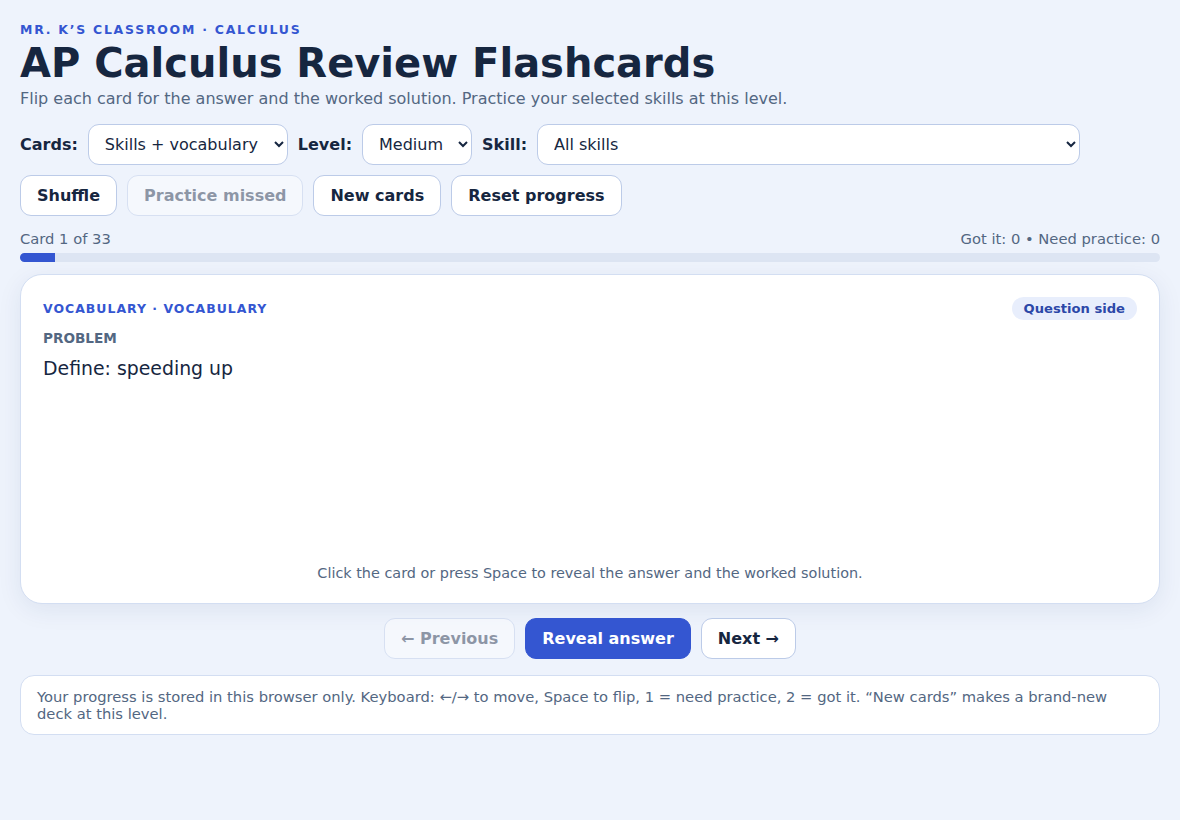 MR. K’S CLASSROOM · CALCULUS
AP Calculus Review Flashcards
Flip each card for the answer and the worked solution. Practice your selected skills at this level.
Cards: Skills + vocabulary Level: Medium Skill: All skills
Shuffle Practice missed New cards Reset progress
Card 1 of 33 Got it: 0 • Need practice: 0
VOCABULARY · VOCABULARY Question side
PROBLEM
Define: speeding up
Click the card or press Space to reveal the answer and the worked solution.
← Previous Reveal answer Next →
Your progress is stored in this browser only. Keyboard: ←/→ to move, Space to flip, 1 = need practice, 2 = got it. “New cards” makes a brand-new
deck at this level.